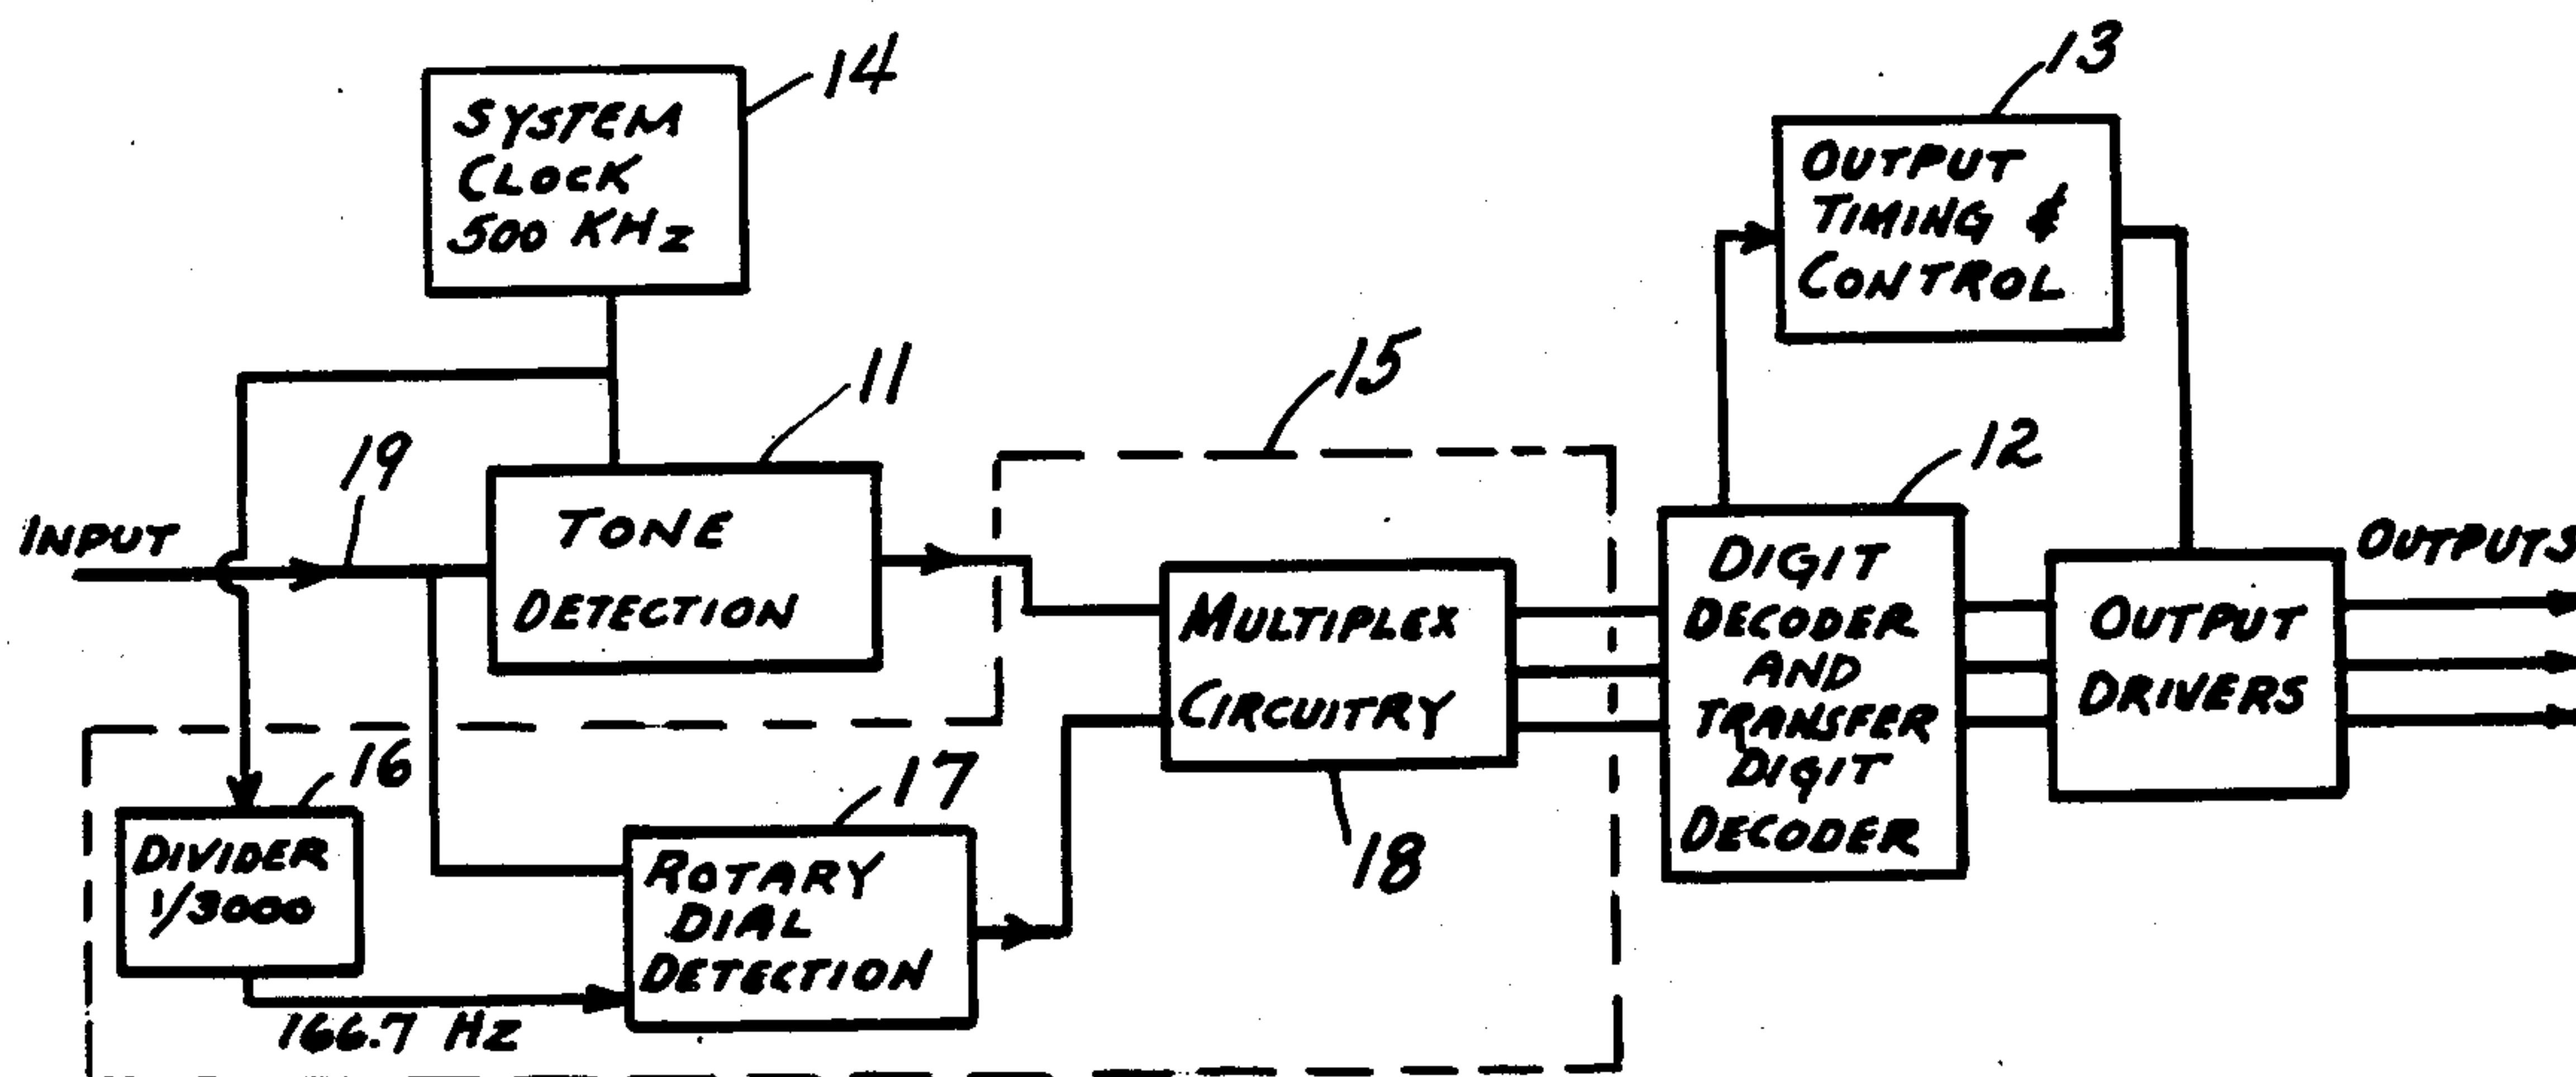 14
SYSTEM
CLOCK
500 KHz
13
OUTPUT
TIMING &
CONTROL
11
15
12
19
INPUT
TONE
DETECTION
MULTIPLEX
CIRCUITRY
18
DIGIT
DECODER
AND
TRANSFER
DIGIT
DECODER
OUTPUT
DRIVERS
OUTPUTS
16
DIVIDER
1/3000
166.7 Hz
17
ROTARY
DIAL
DETECTION